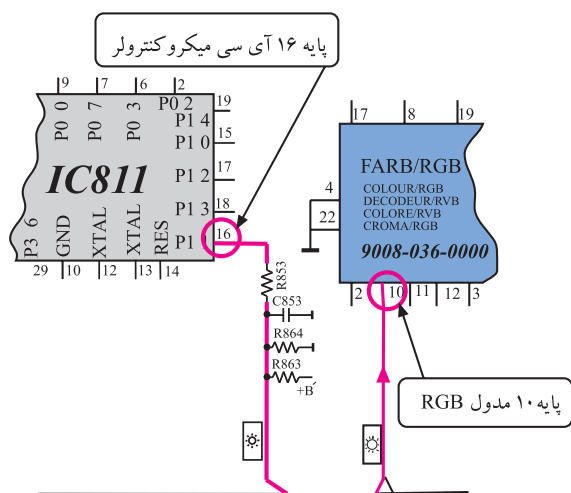 پایه ۱۶ آی سی میکروکنترولر
9 7 6 2
P0 0 P0 7 P0 3 P0 2
19
P1 4
15
P1 0
IC811
17
P1 2
18
P1 3
16
P1 1
P3 6 GND XTAL XTAL RES
29 10 12 13 14
R853
C853
R864
R863
+B′
17 8 19
FARB/RGB
4
COLOUR/RGB
DECODEUR/RVB
22
COLORE/RVB
CROMA/RGB
9008-036-0000
2 10 11 12 3
پایه ۱۰ مدول RGB